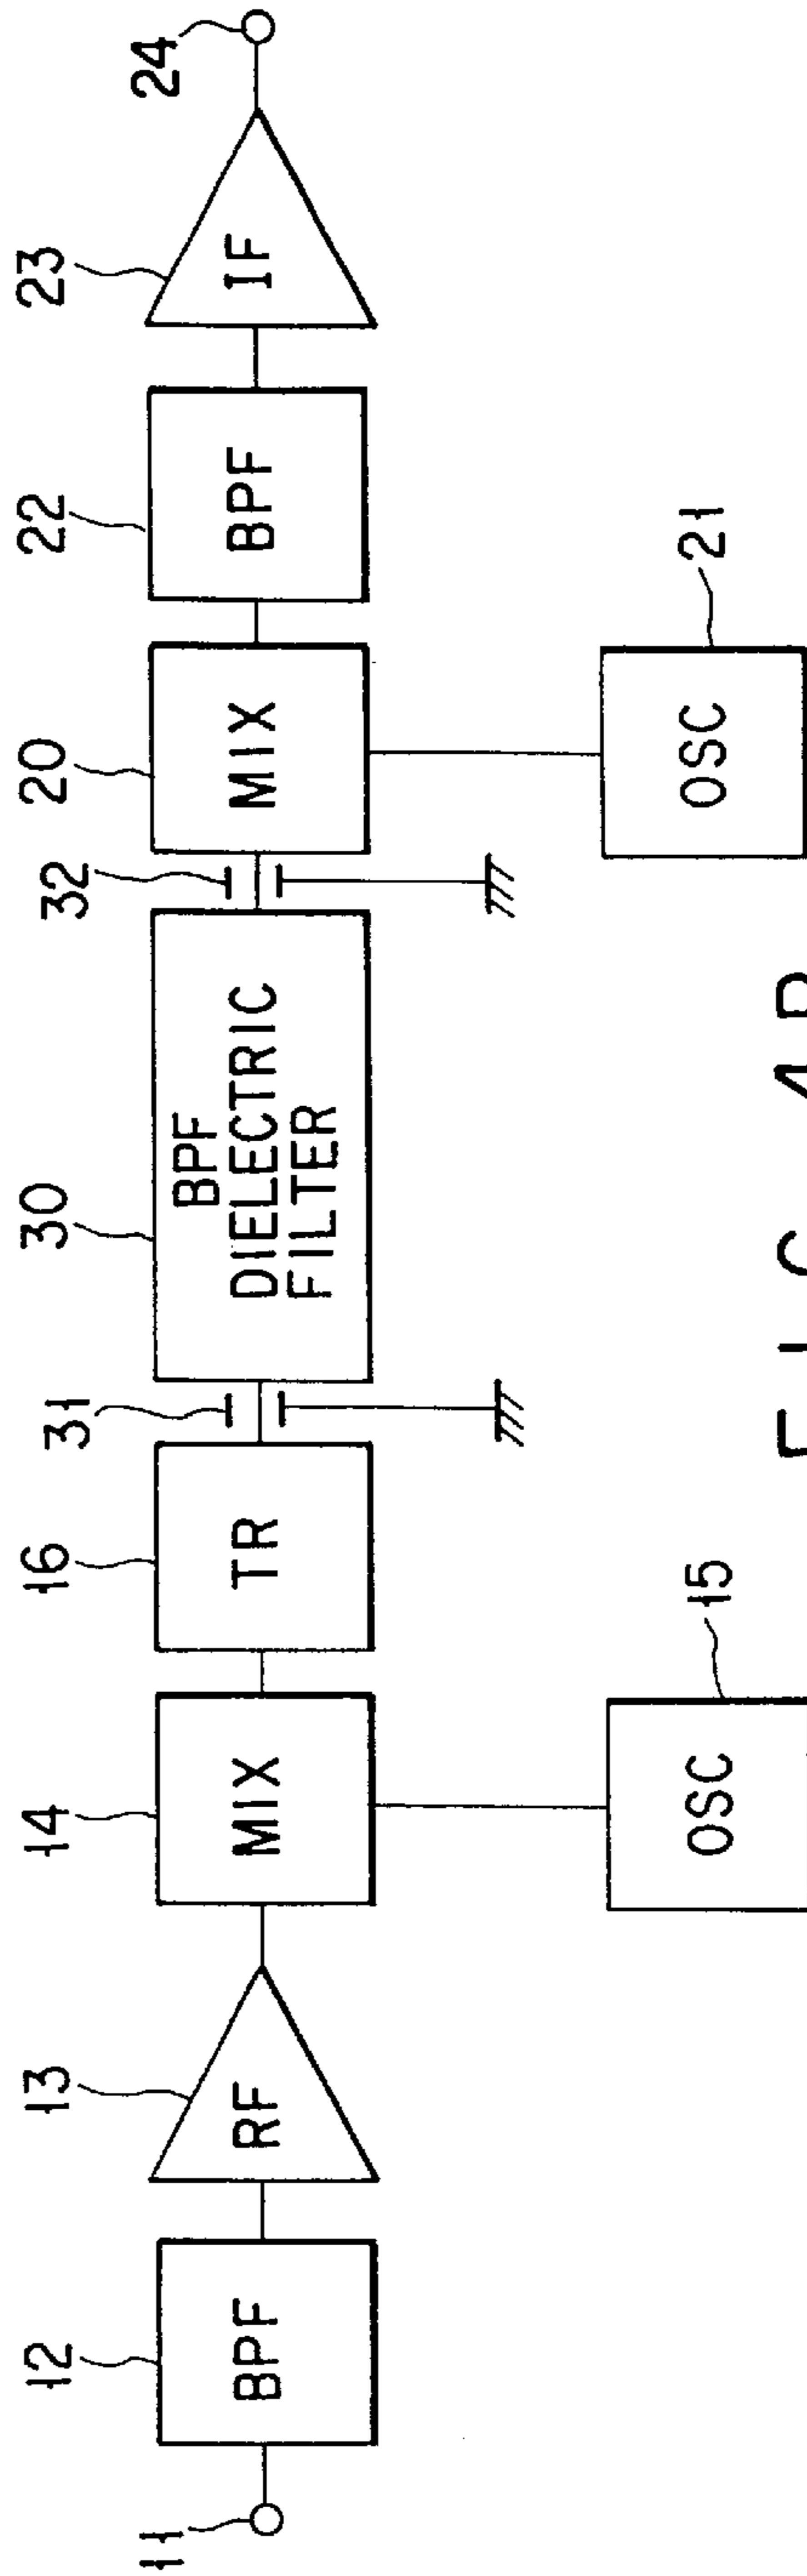 11
12
13
14
16
31
30
32
20
22
23
24
BPF
RF
MIX
TR
BPF
DIELECTRIC
FILTER
MIX
BPF
IF
15
21
OSC
OSC